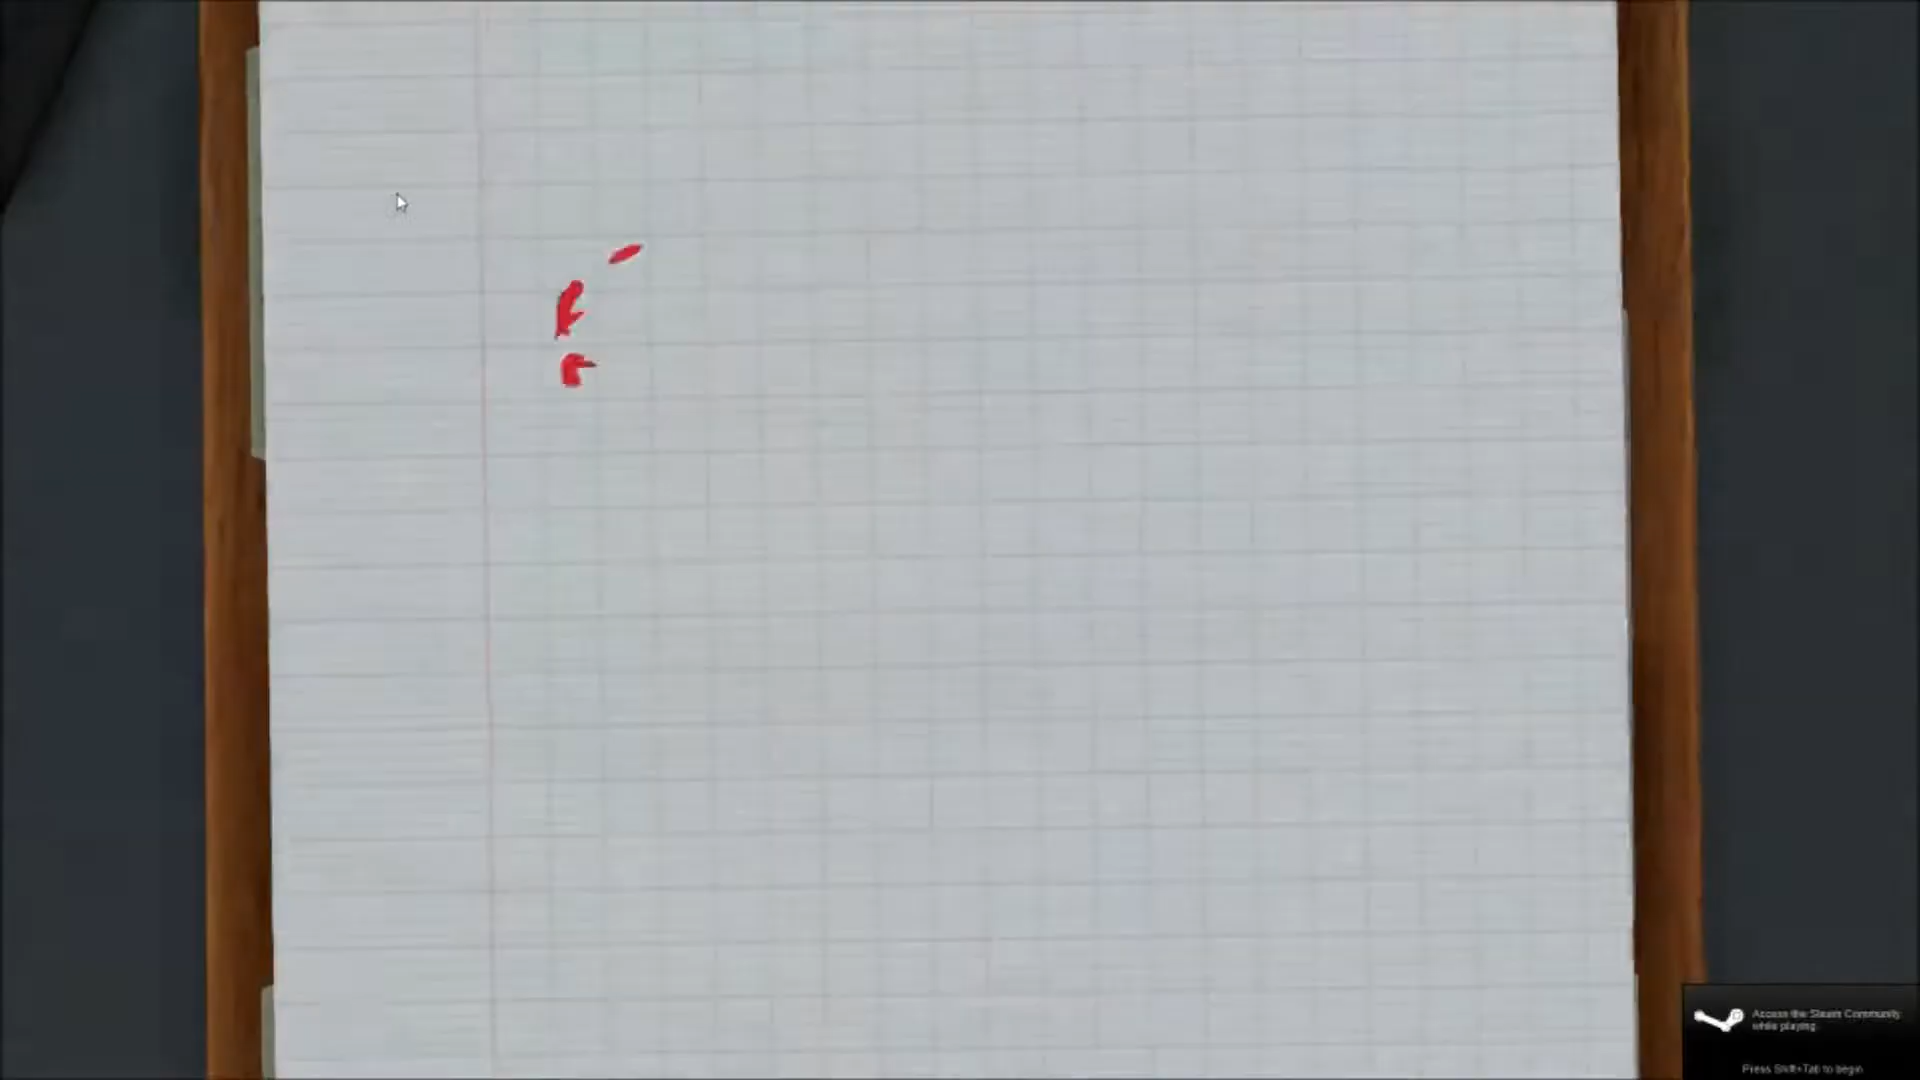 Access the Steam Community
while playing.
Press Shift+Tab to begin